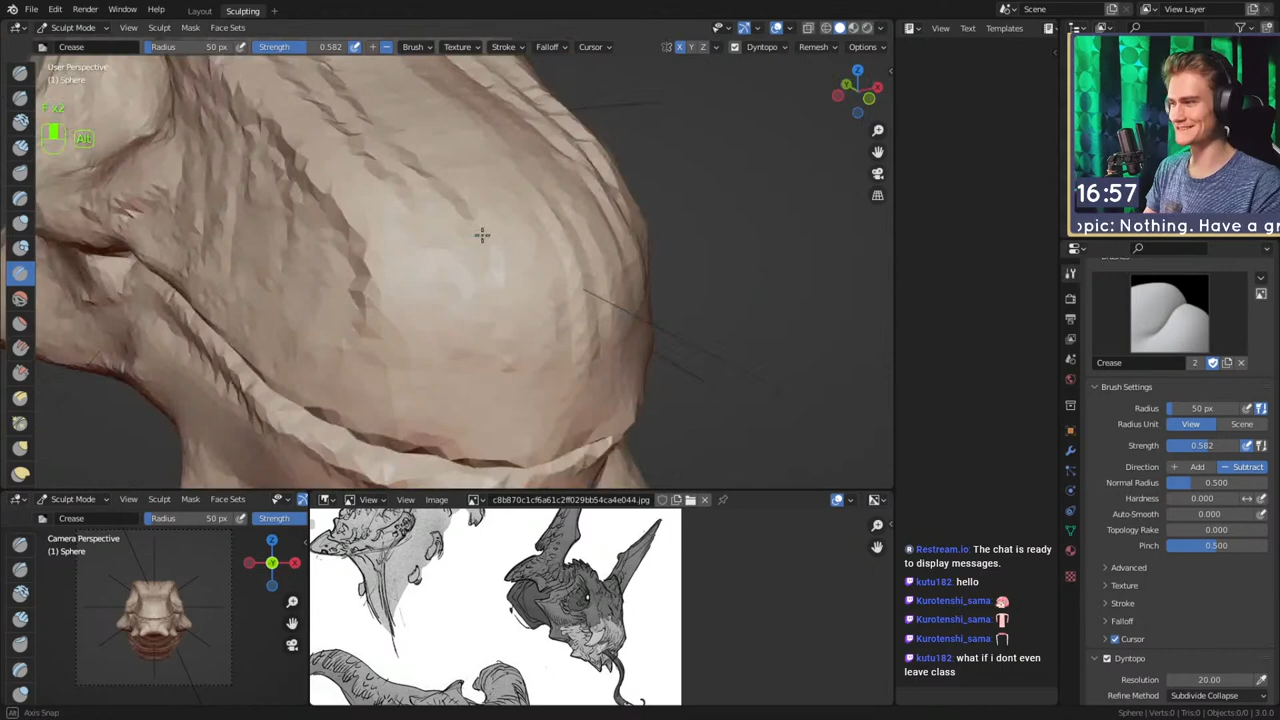 File Edit Render Window Help Layout Sculpting +
Scene
View Layer
Sculpt Mode View Sculpt Mask Face Sets
View Text Templates
Crease Radius 50 px Strength 0.582 + − Brush Texture Stroke Falloff Cursor X Y Z Dyntopo Remesh Options
User Perspective
(1) Sphere
F x2
Alt
Z
Y
X
16:57
opic: Nothing. Have a gr
Brushes
Crease 2
Brush Settings
Radius 50 px
Radius Unit View Scene
Strength 0.582
Direction + Add − Subtract
Normal Radius 0.500
Hardness 0.000
Auto-Smooth 0.000
Topology Rake 0.000
Pinch 0.500
Advanced
Texture
Stroke
Falloff
Cursor
Dyntopo
Resolution 20.00
Refine Method Subdivide Collapse
Sculpt Mode View Sculpt Mask Face Sets
View View Image c8b870c1cf6a61c2ff029bb54ca4e044.jpg
Crease Radius 50 px Strength
Camera Perspective
(1) Sphere
Z
Y
X
Restream.io: The chat is ready
to display messages.
kutu182: hello
Kurotenshi_sama:
Kurotenshi_sama:
Kurotenshi_sama:
kutu182: what if i dont even
leave class
Axis Snap
Sphere | Verts:0 | Tris:0 | Objects:0/0 | 3.0.0